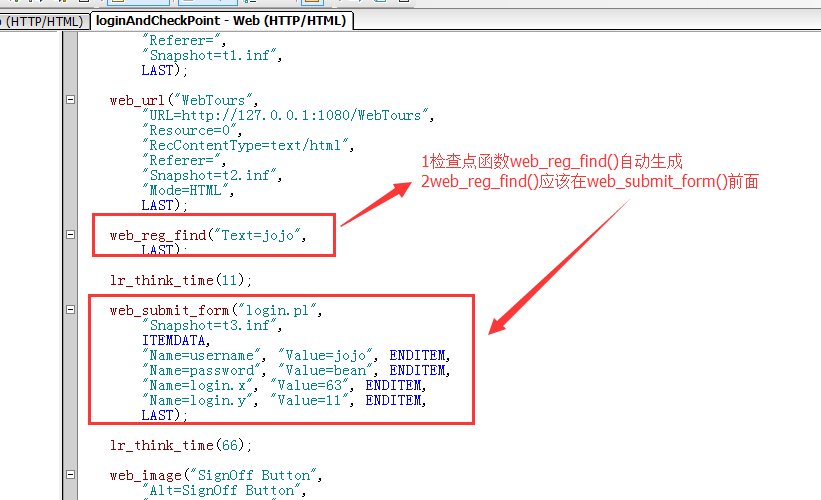 (HTTP/HTML)
loginAndCheckPoint - Web (HTTP/HTML)
"Referer=",
"Snapshot=t1.inf",
LAST);
web_url("WebTours",
"URL=http://127.0.0.1:1080/WebTours",
"Resource=0",
"RecContentType=text/html",
"Referer=",
"Snapshot=t2.inf",
"Mode=HTML",
LAST);
1检查点函数web_reg_find()自动生成
2web_reg_find()应该在web_submit_form()前面
web_reg_find("Text=jojo",
LAST);
lr_think_time(11);
web_submit_form("login.pl",
"Snapshot=t3.inf",
ITEMDATA,
"Name=username", "Value=jojo", ENDITEM,
"Name=password", "Value=bean", ENDITEM,
"Name=login.x", "Value=63", ENDITEM,
"Name=login.y", "Value=11", ENDITEM,
LAST);
lr_think_time(66);
web_image("SignOff Button",
"Alt=SignOff Button",